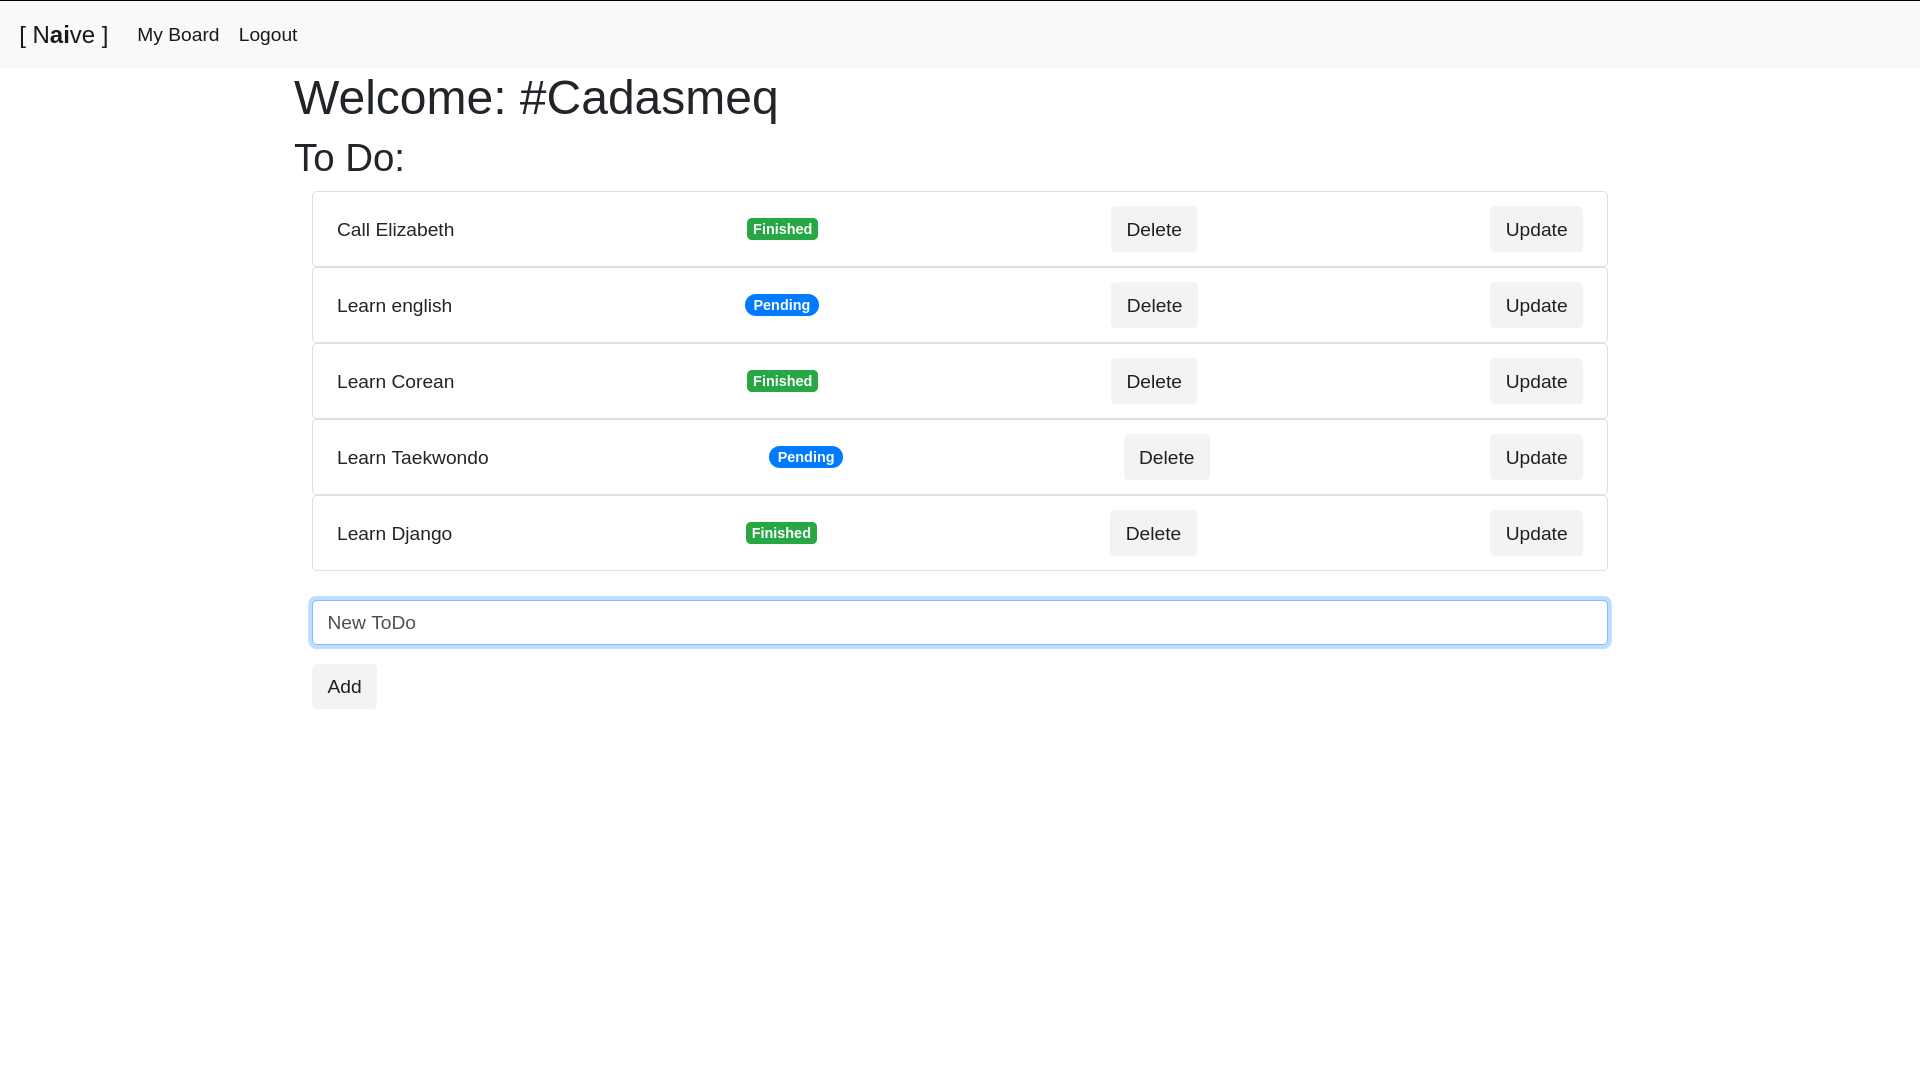 [ Naive ] My Board Logout
Welcome: #Cadasmeq
To Do:
Call Elizabeth Finished Delete Update
Learn english Pending Delete Update
Learn Corean Finished Delete Update
Learn Taekwondo Pending Delete Update
Learn Django Finished Delete Update
New ToDo
Add